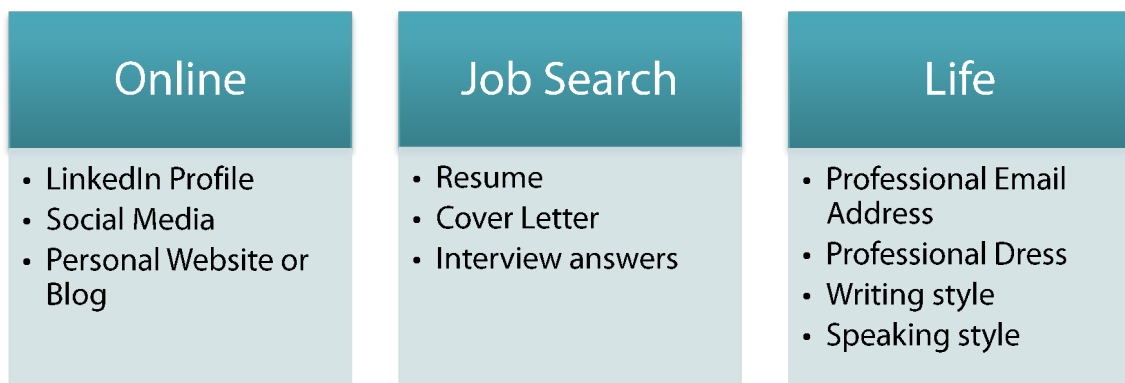 Online
• LinkedIn Profile
• Social Media
• Personal Website or
Blog
Job Search
• Resume
• Cover Letter
• Interview answers
Life
• Professional Email
Address
• Professional Dress
• Writing style
• Speaking style